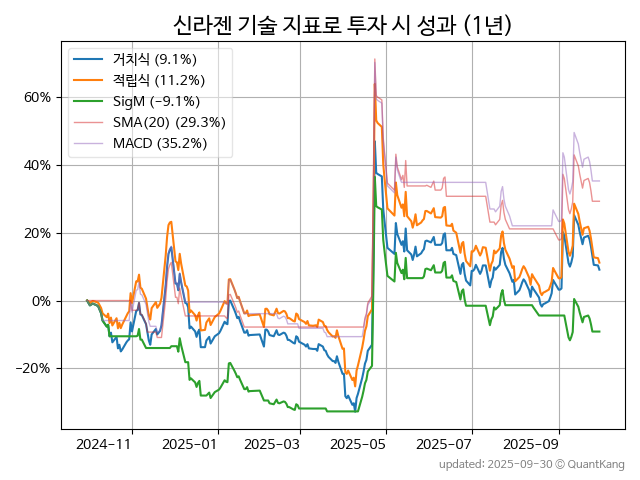 신라젠 기술 지표로 투자 시 성과 (1년)
거치식 (9.1%)
적립식 (11.2%)
SigM (−9.1%)
SMA(20) (29.3%)
MACD (35.2%)
60%
40%
20%
0%
−20%
2024−11 2025−01 2025−03 2025−05 2025−07 2025−09
updated: 2025−09−30 © QuantKang